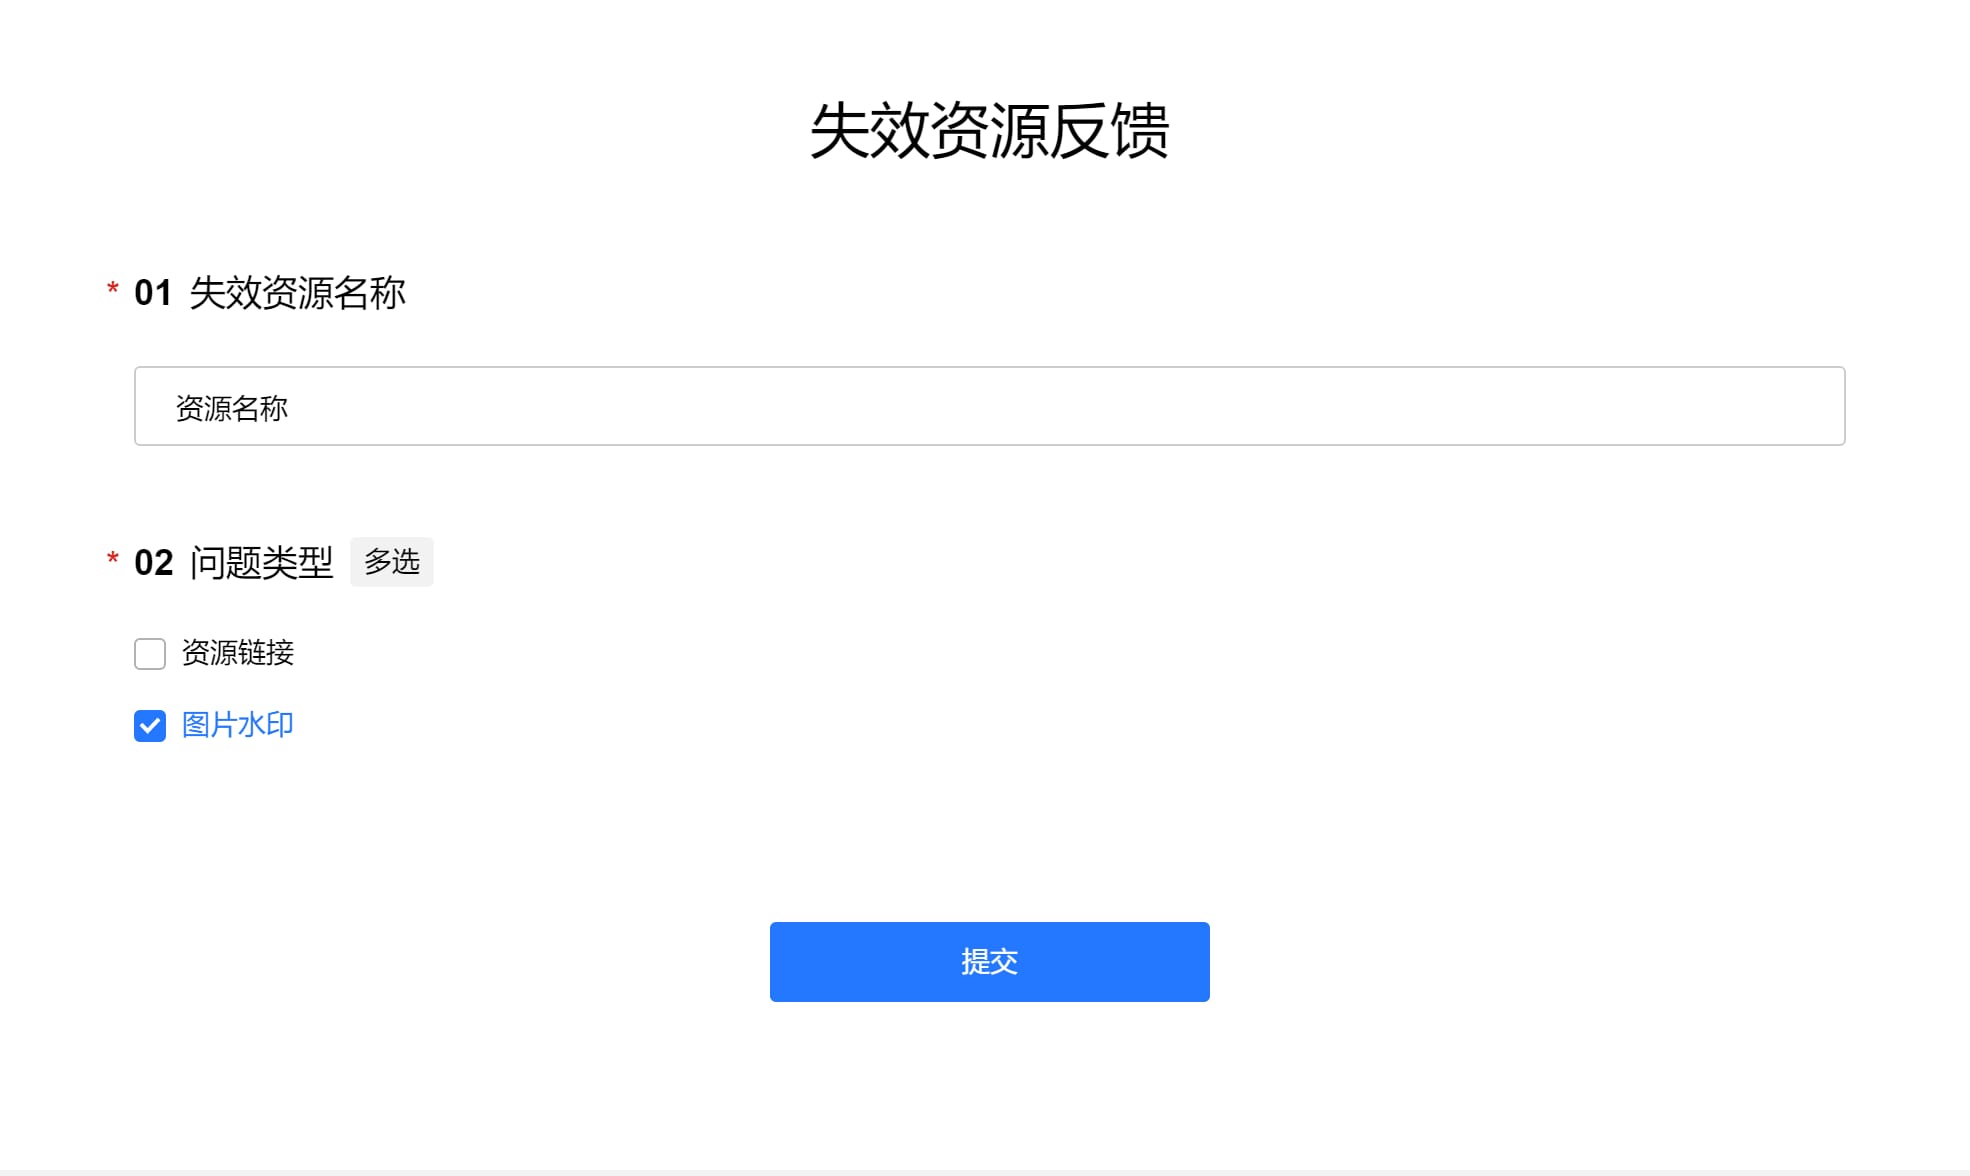 失效资源反馈
* 01 失效资源名称
资源名称
* 02 问题类型 多选
资源链接
图片水印
提交